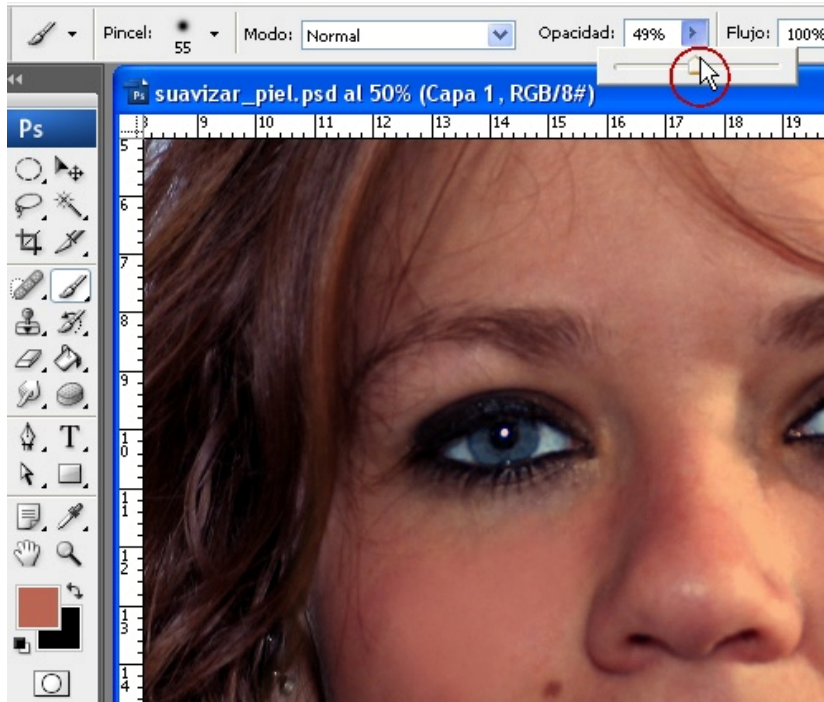 Pincel: 55 Modo: Normal Opacidad: 49% Flujo: 100%
Ps suavizar_piel.psd al 50% (Capa 1, RGB/8#)
Ps
9 10 11 12 13 14 15 16 17 18 19
5
6
7
8
9
10
11
12
13
14
T